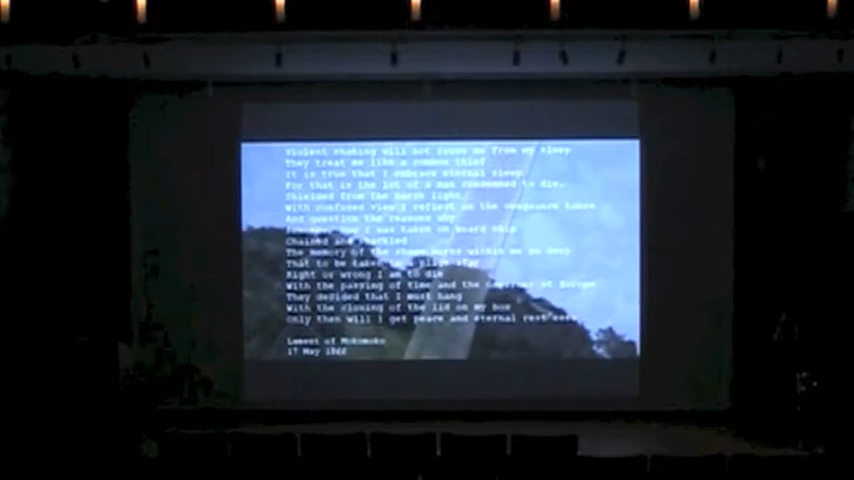 Violent shaking will not rouse me from my sleep
They treat me like a common thief
It is true that I embrace eternal sleep
For that is the lot of a man condemned to die.
Shielded from the harsh light
With confused view I reflect on the vengeance taken
And question the reasons why
I was taken on board ship
Chained and shackled
The memory of the shame burns within me so deep
That to be taken to a
Right or wrong I am to die
With the passing of time and the Governor of Europe
They decided that I must hang
With the closing of the lid on my box
Only then will I get peace and eternal rest
Lament of Mokomoko
17 May 1866